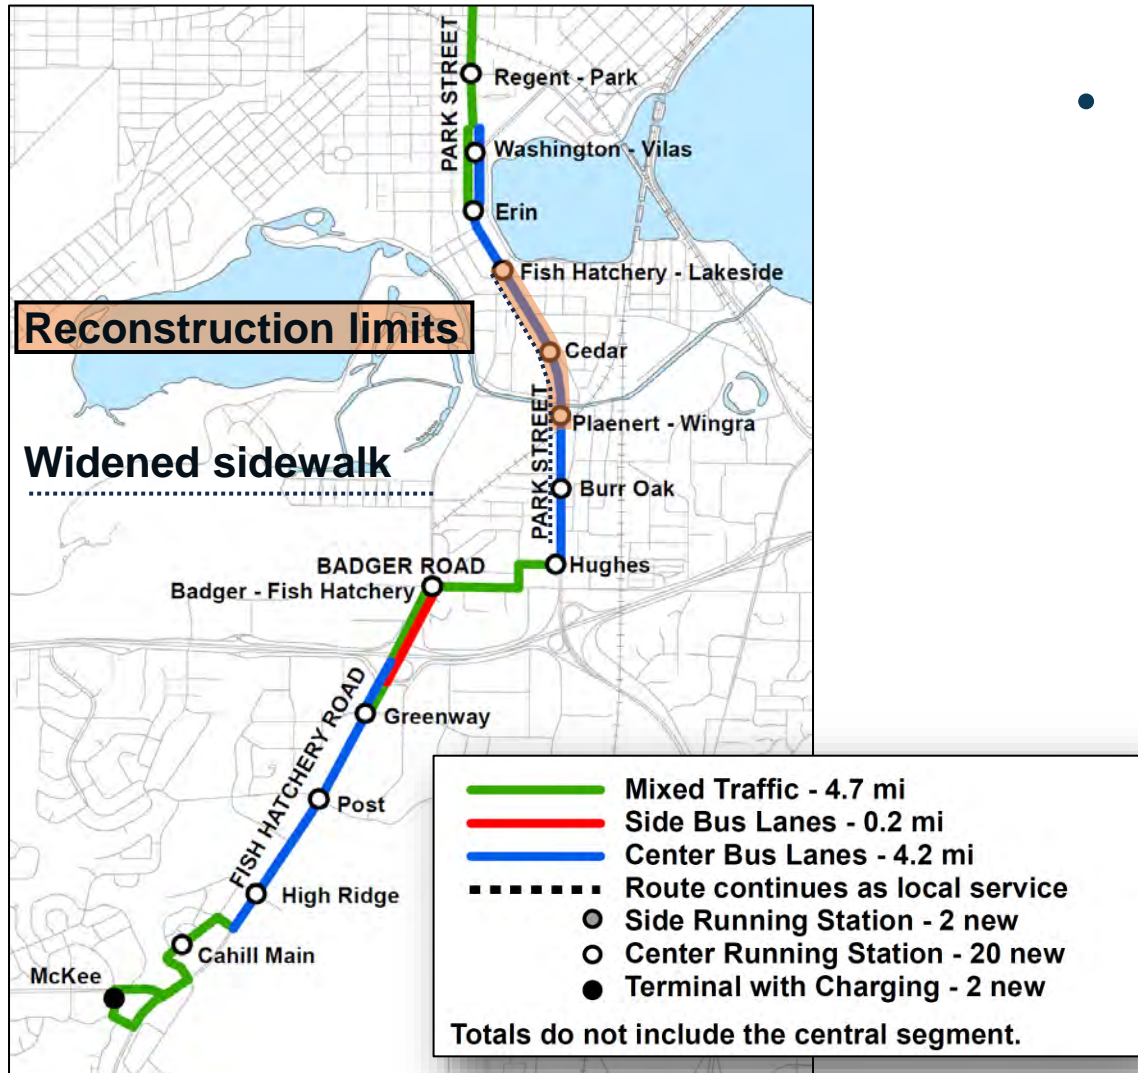 PARK STREET
Regent - Park
Washington - Vilas
Erin
Fish Hatchery - Lakeside
Reconstruction limits
Cedar
PARK STREET
Plaenert - Wingra
Widened sidewalk
Burr Oak
BADGER ROAD
Hughes
Badger - Fish Hatchery
FISH HATCHERY ROAD
Greenway
Post
High Ridge
Cahill Main
McKee
Mixed Traffic - 4.7 mi
Side Bus Lanes - 0.2 mi
Center Bus Lanes - 4.2 mi
Route continues as local service
Side Running Station - 2 new
Center Running Station - 20 new
Terminal with Charging - 2 new
Totals do not include the central segment.